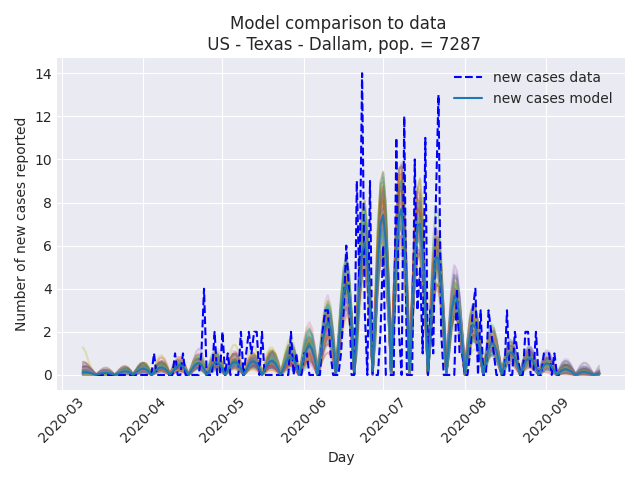 Model comparison to data
US - Texas - Dallam, pop. = 7287
new cases data
new cases model
Number of new cases reported
14
12
10
8
6
4
2
0
2020-03
2020-04
2020-05
2020-06
2020-07
2020-08
2020-09
Day